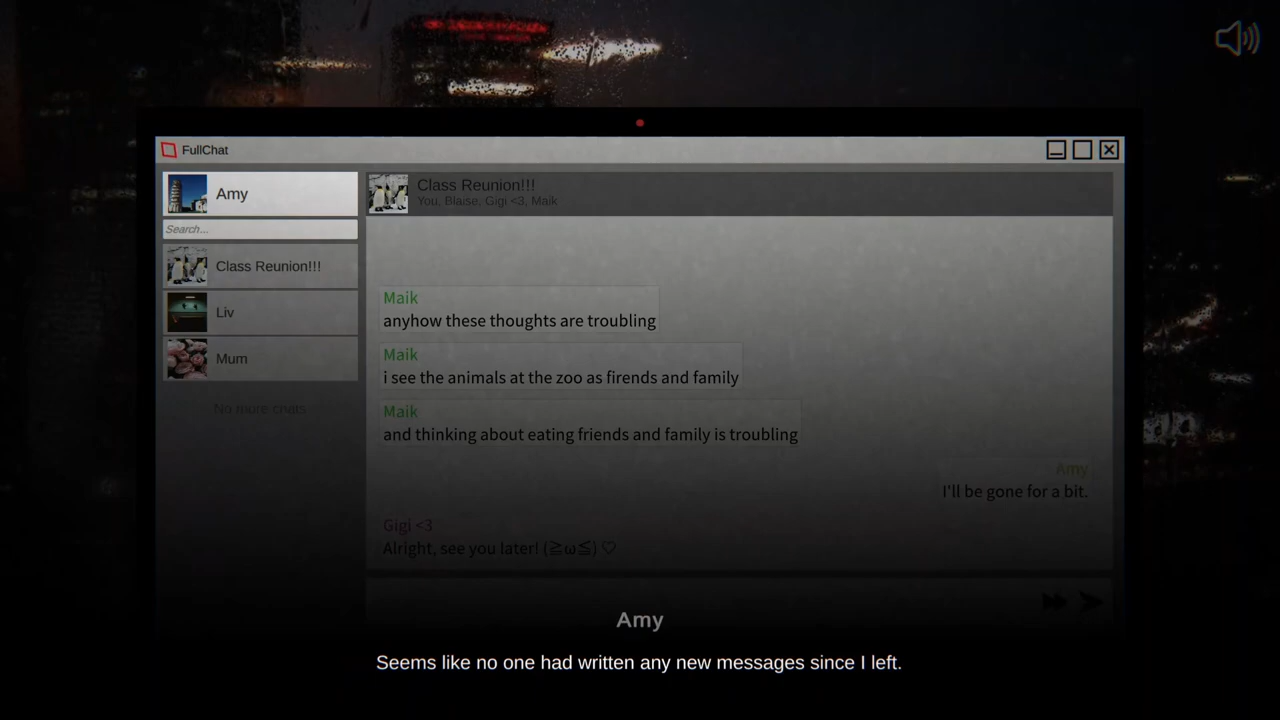 FullChat
Amy
Search...
Class Reunion!!!
Liv
Mum
No more chats
Class Reunion!!!
You, Blaise, Gigi <3, Maik
Maik
anyhow these thoughts are troubling
Maik
i see the animals at the zoo as firends and family
Maik
and thinking about eating friends and family is troubling
Amy
I'll be gone for a bit.
Gigi <3
Alright, see you later! (≧ω≦) ♡
Amy
Seems like no one had written any new messages since I left.